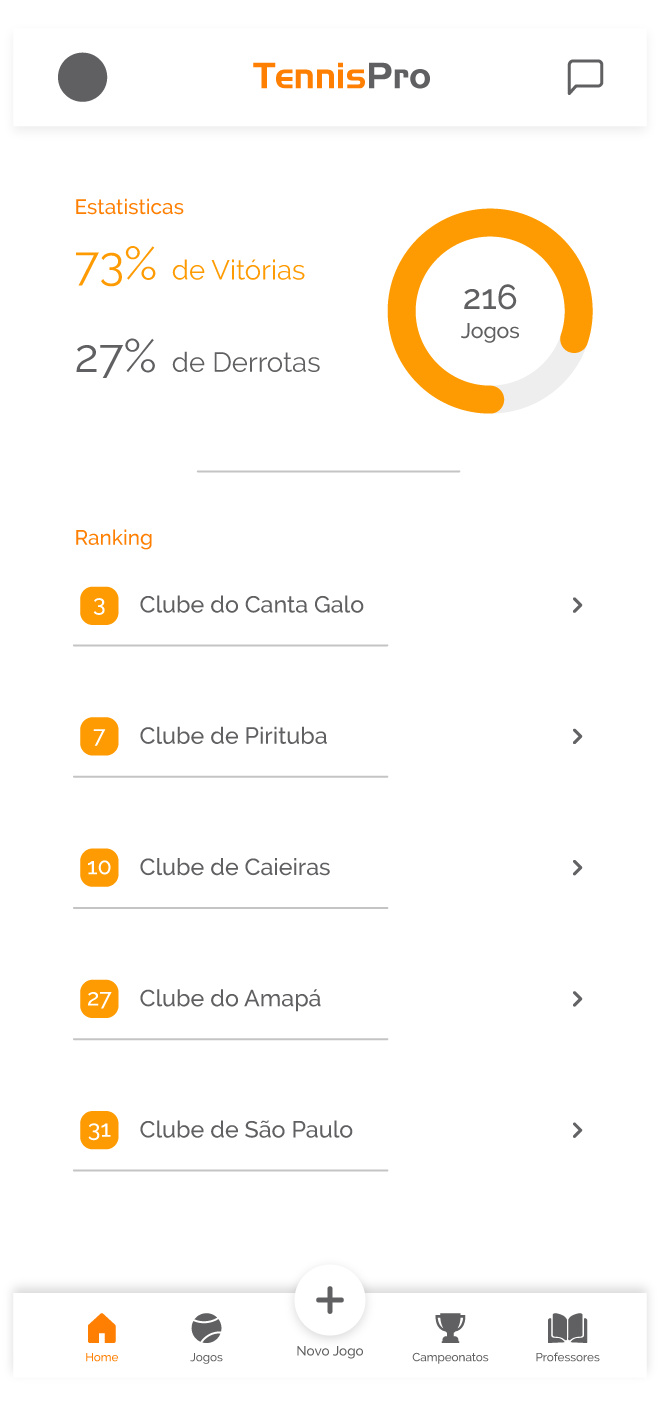 TennisPro
Estatisticas
73% de Vitórias
27% de Derrotas
216
Jogos
Ranking
3 Clube do Canta Galo
7 Clube de Pirituba
10 Clube de Caieiras
27 Clube do Amapá
31 Clube de São Paulo
Home
Jogos
Novo Jogo
Campeonatos
Professores